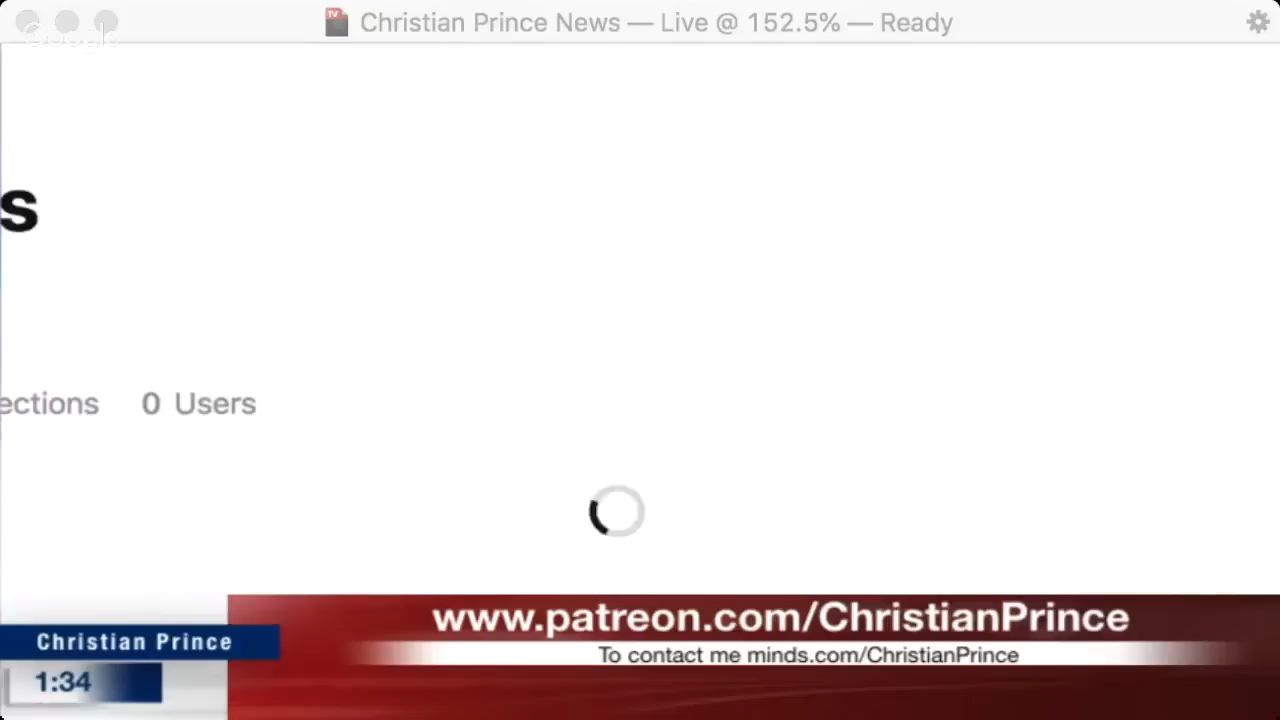 Christian Prince News — Live @ 152.5% — Ready
Google
s
ections 0 Users
www.patreon.com/ChristianPrince
Christian Prince
To contact me minds.com/ChristianPrince
1:34